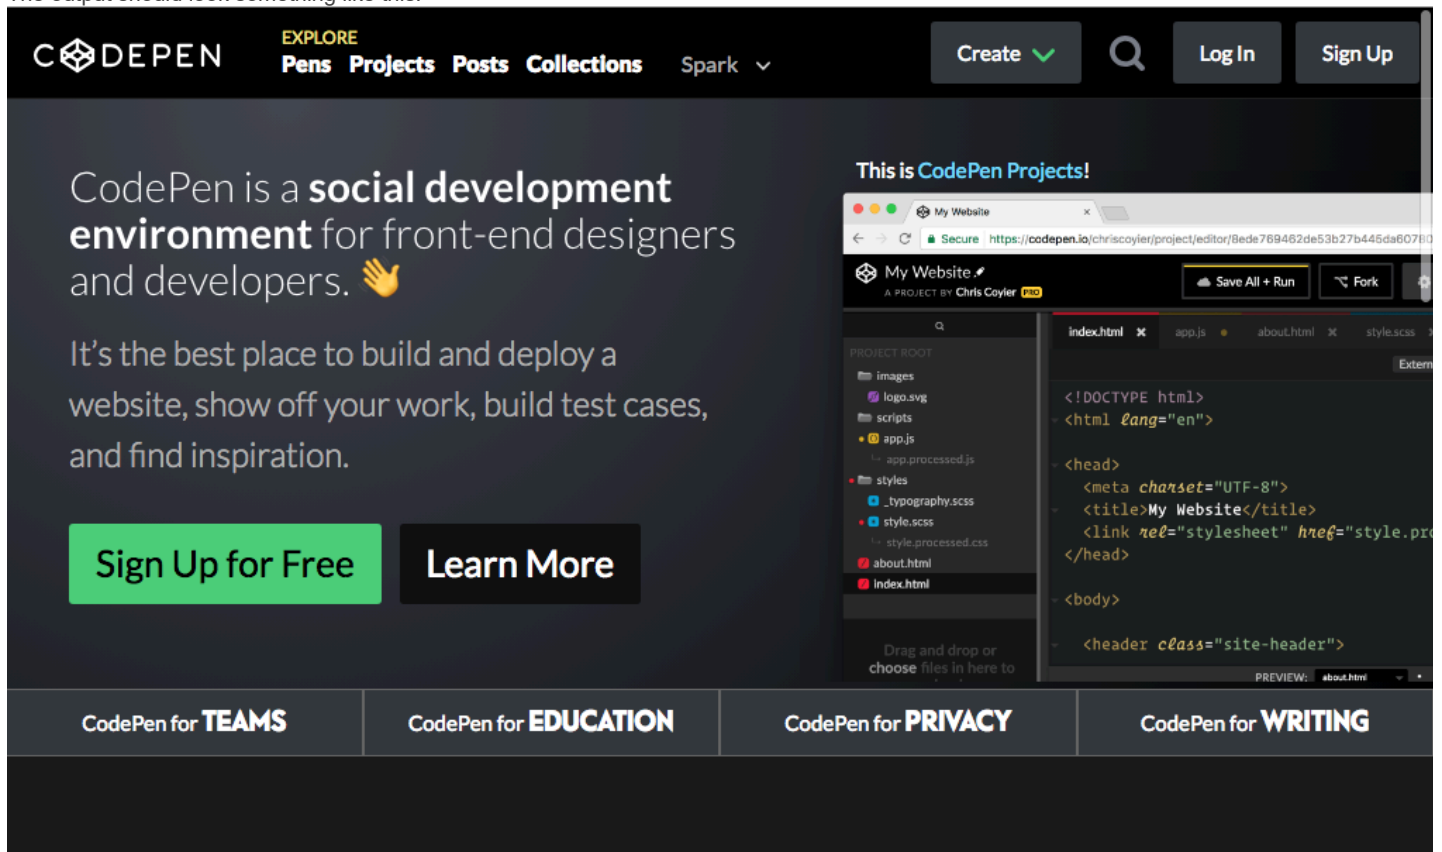 CODEPEN
EXPLORE
Pens Projects Posts Collections Spark
Create
Log In
Sign Up
CodePen is a social development
environment for front-end designers
and developers.
It's the best place to build and deploy a
website, show off your work, build test cases,
and find inspiration.
Sign Up for Free
Learn More
This is CodePen Projects!
My Website
Secure https://codepen.io/chriscoyier/project/editor/8ede769462de53b27b445da60780
My Website
A PROJECT BY Chris Coyier PRO
Save All + Run
Fork
PROJECT ROOT
images
logo.svg
scripts
app.js
app.processed.js
styles
_typography.scss
style.scss
style.processed.css
about.html
index.html
Drag and drop or
choose files in here to
index.html app.js about.html style.scss
Extern
<!DOCTYPE html>
<html lang="en">
<head>
<meta charset="UTF-8">
<title>My Website</title>
<link rel="stylesheet" href="style.pro
</head>
<body>
<header class="site-header">
PREVIEW: about.html
CodePen for TEAMS
CodePen for EDUCATION
CodePen for PRIVACY
CodePen for WRITING